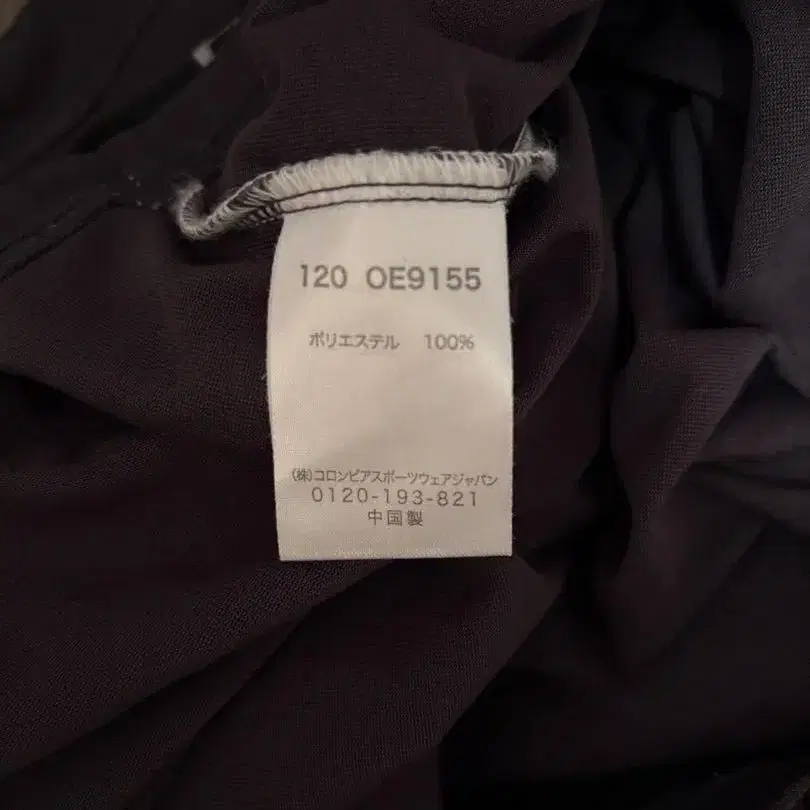 120 OE9155
ポリエステル 100%
(株)コロンビアスポーツウェアジャパン
0120-193-821
中国製